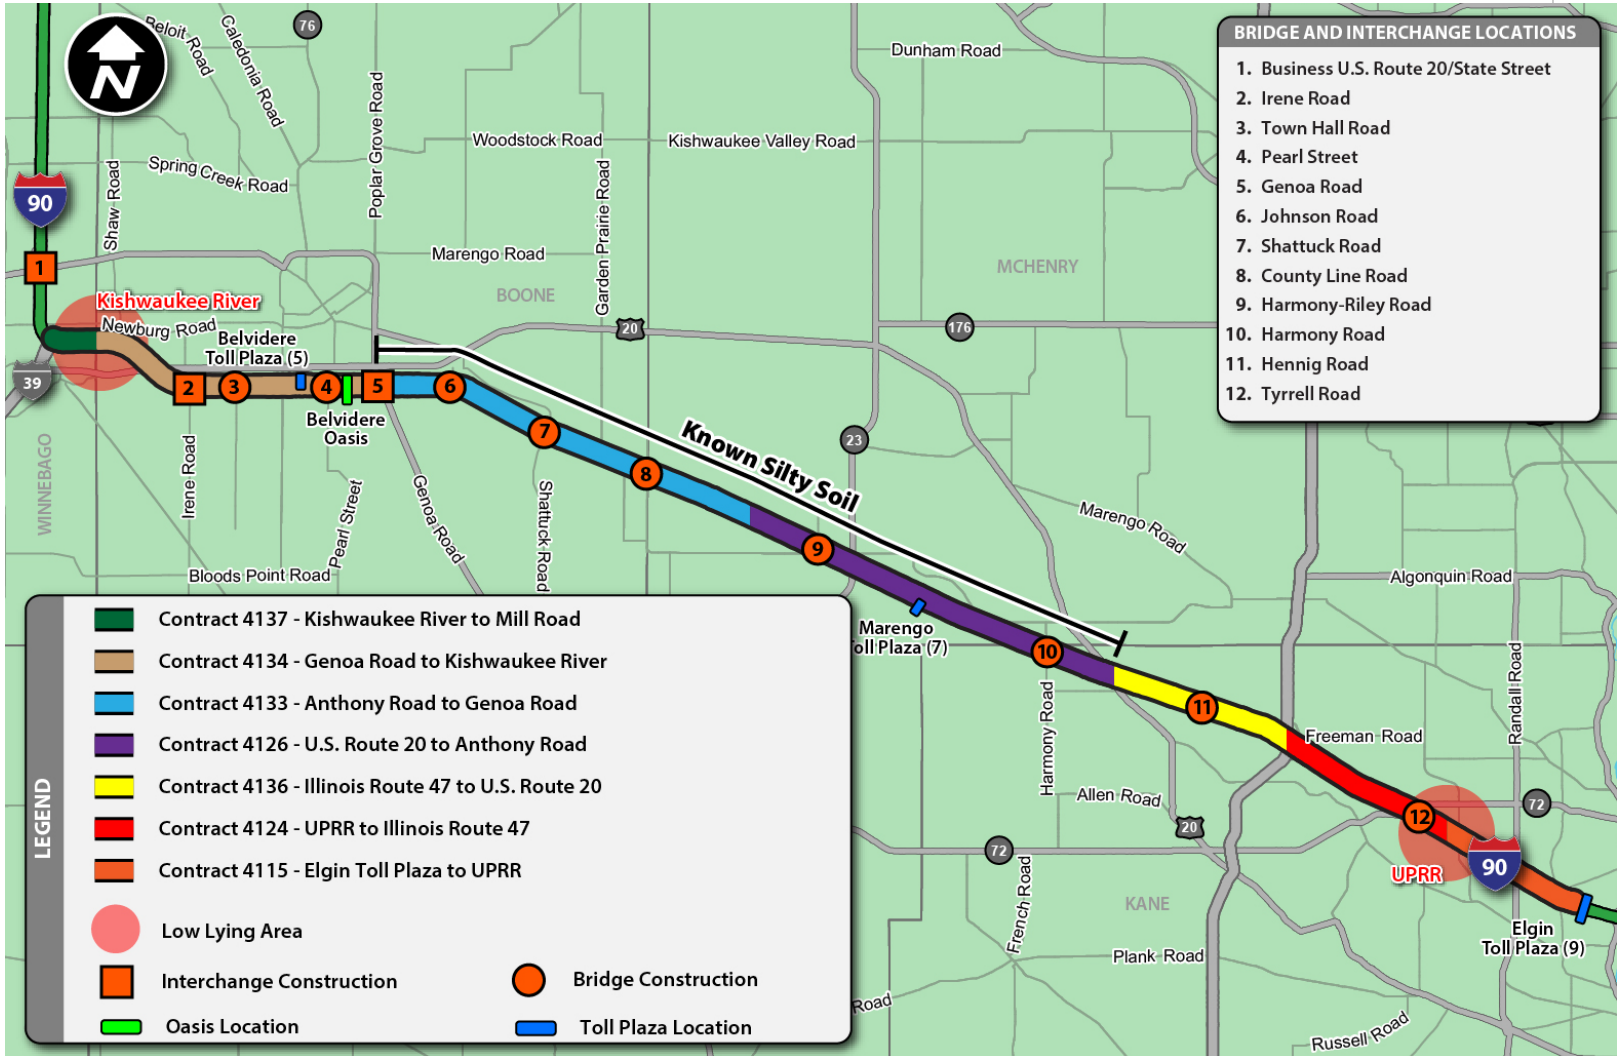 BRIDGE AND INTERCHANGE LOCATIONS
1. Business U.S. Route 20/State Street
2. Irene Road
3. Town Hall Road
4. Pearl Street
5. Genoa Road
6. Johnson Road
7. Shattuck Road
8. County Line Road
9. Harmony-Riley Road
10. Harmony Road
11. Hennig Road
12. Tyrrell Road
N
Beloit Road
Caledonia Road
76
Poplar Grove Road
Dunham Road
Woodstock Road
Kishwaukee Valley Road
Spring Creek Road
Shaw Road
Garden Prairie Road
90
1
Marengo Road
MCHENRY
BOONE
Kishwaukee River
Newburg Road
Belvidere
Toll Plaza (5)
20
176
39
2
3
4
5
6
Belvidere
Oasis
7
8
Known Silty Soil
23
WINNEBAGO
Irene Road
Pearl Street
Genoa Road
Shattuck Road
Marengo Road
9
Bloods Point Road
Algonquin Road
Marengo
Toll Plaza (7)
10
Harmony Road
11
Randall Road
Freeman Road
Allen Road
20
72
12
72
UPRR
90
French Road
KANE
Plank Road
Elgin
Toll Plaza (9)
Road
Russell Road
LEGEND
Contract 4137 - Kishwaukee River to Mill Road
Contract 4134 - Genoa Road to Kishwaukee River
Contract 4133 - Anthony Road to Genoa Road
Contract 4126 - U.S. Route 20 to Anthony Road
Contract 4136 - Illinois Route 47 to U.S. Route 20
Contract 4124 - UPRR to Illinois Route 47
Contract 4115 - Elgin Toll Plaza to UPRR
Low Lying Area
Interchange Construction
Bridge Construction
Oasis Location
Toll Plaza Location